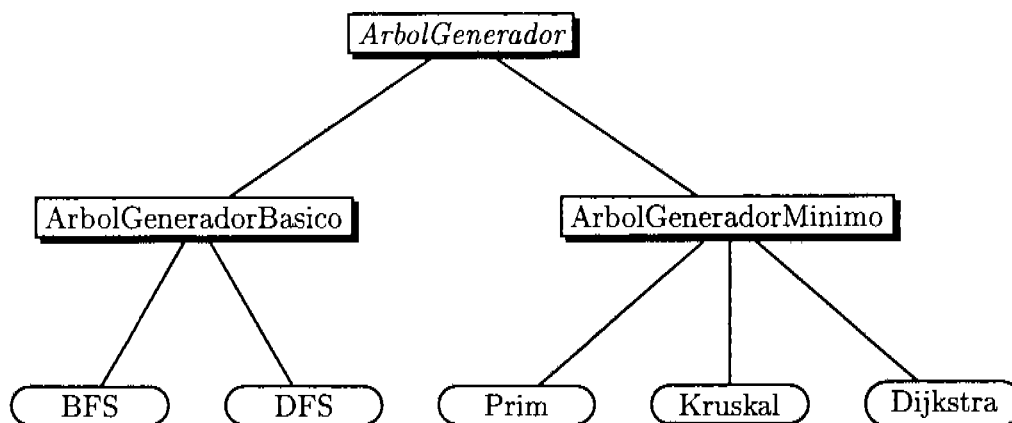 ArbolGenerador
ArbolGeneradorBasico
ArbolGeneradorMinimo
BFS
DFS
Prim
Kruskal
Dijkstra